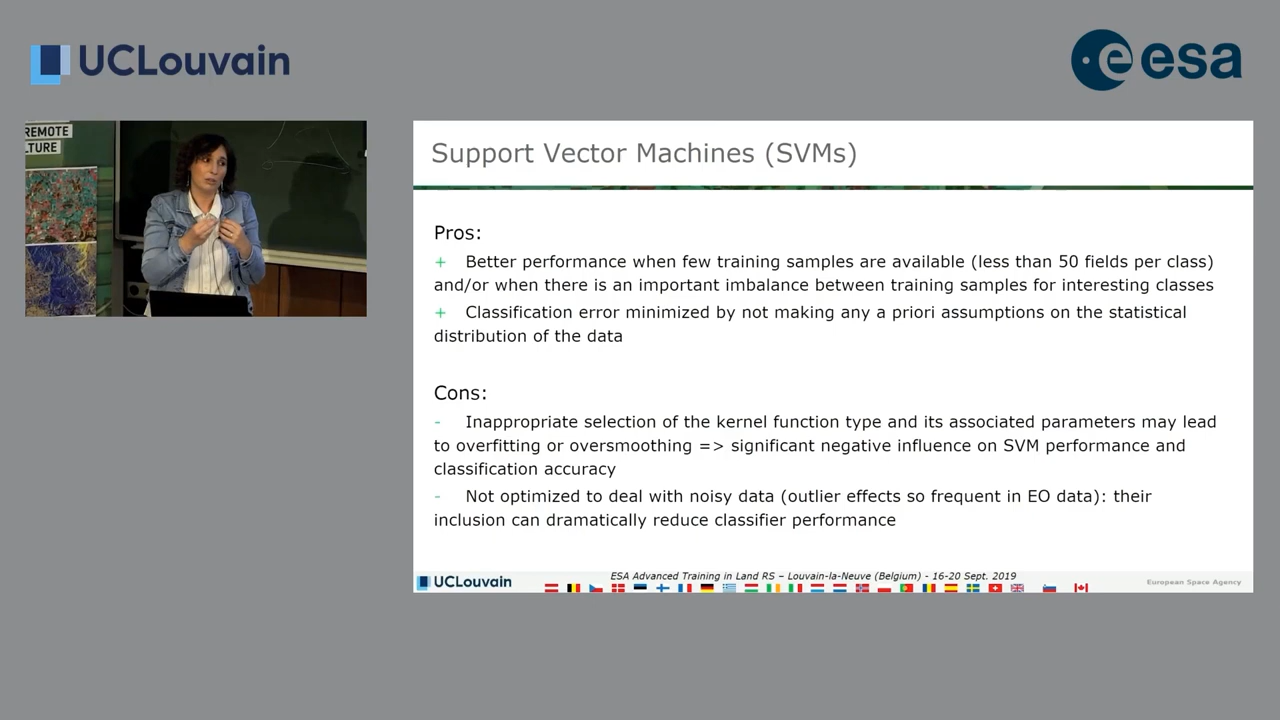 UCLouvain
esa
REMOTE
LTURE
Support Vector Machines (SVMs)
Pros:
+ Better performance when few training samples are available (less than 50 fields per class)
and/or when there is an important imbalance between training samples for interesting classes
+ Classification error minimized by not making any a priori assumptions on the statistical
distribution of the data
Cons:
- Inappropriate selection of the kernel function type and its associated parameters may lead
to overfitting or oversmoothing => significant negative influence on SVM performance and
classification accuracy
- Not optimized to deal with noisy data (outlier effects so frequent in EO data): their
inclusion can dramatically reduce classifier performance
UCLouvain
ESA Advanced Training in Land RS – Louvain-la-Neuve (Belgium) - 16-20 Sept. 2019
European Space Agency